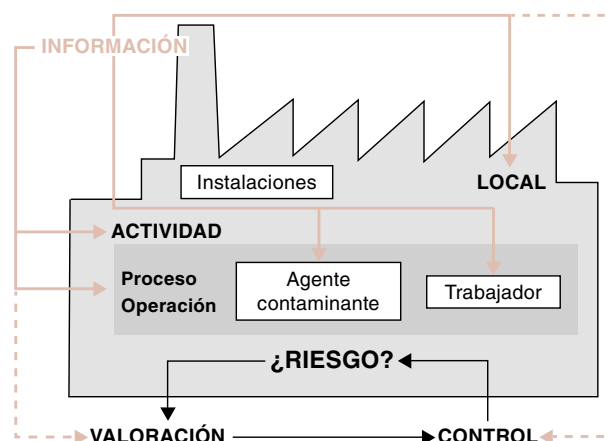 INFORMACIÓN
Instalaciones
LOCAL
ACTIVIDAD
Proceso
Operación
Agente
contaminante
Trabajador
¿RIESGO?
VALORACIÓN
CONTROL